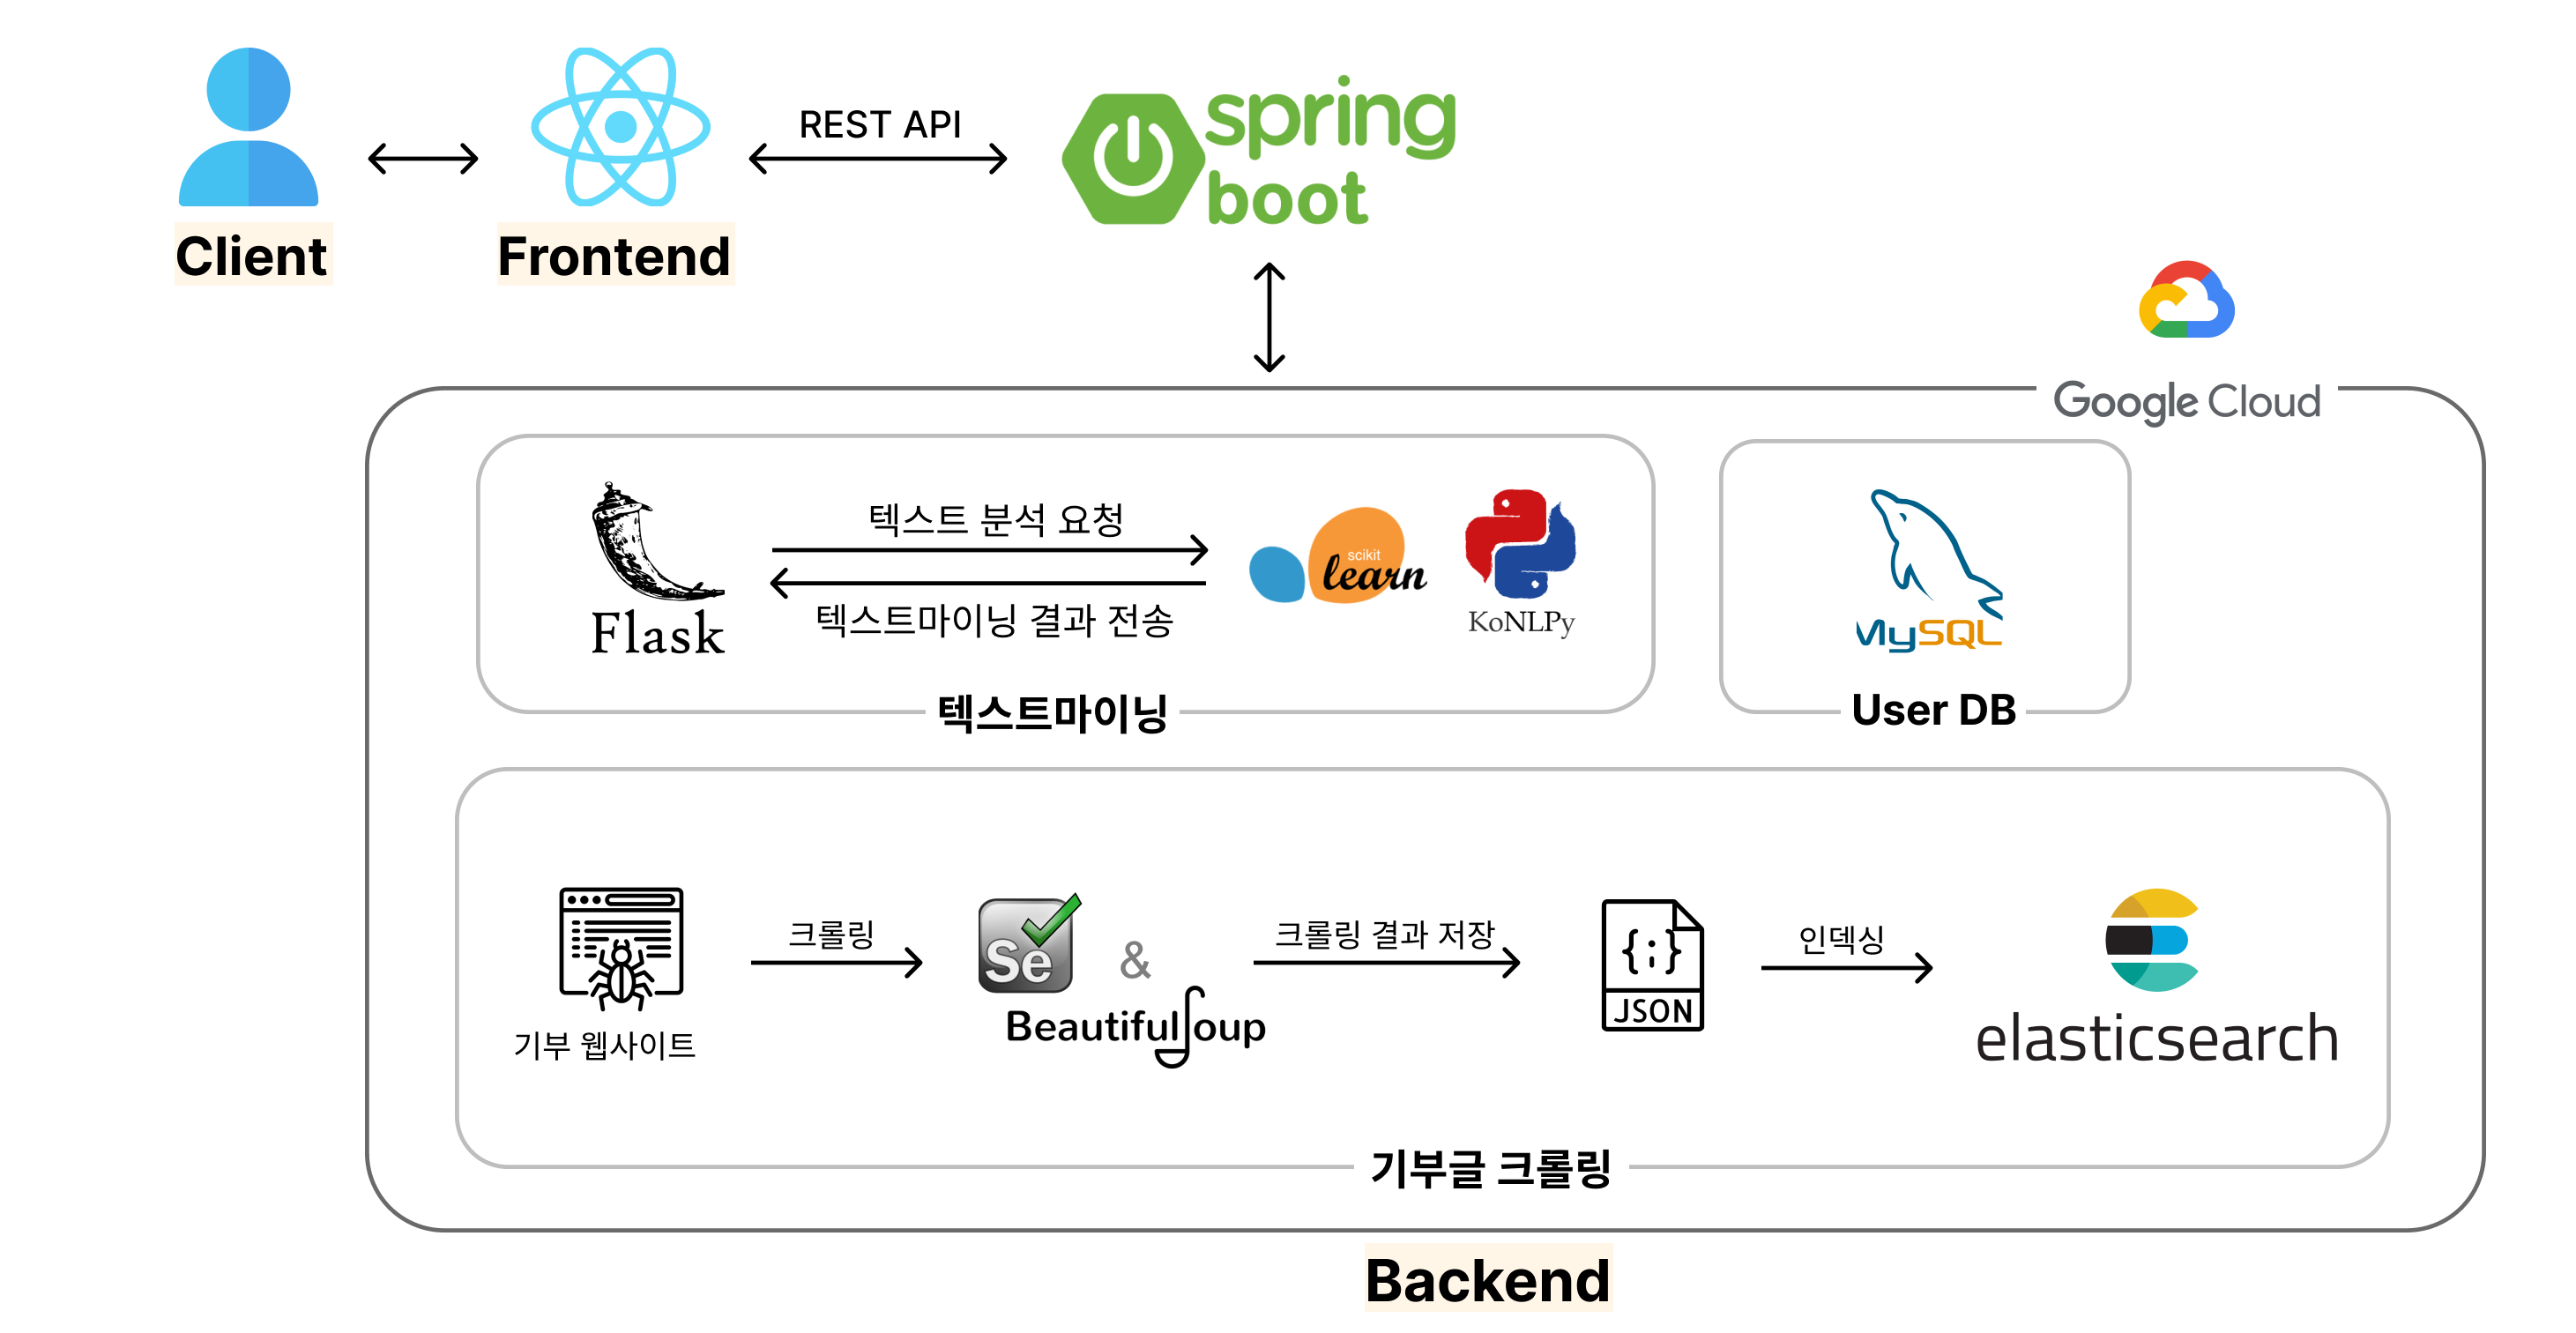 REST API
spring
boot
Client
Frontend
Google Cloud
텍스트 분석 요청
텍스트마이닝 결과 전송
Flask
scikit
learn
KoNLPy
MySQL
텍스트마이닝
User DB
기부 웹사이트
크롤링
Se
&
BeautifulSoup
크롤링 결과 저장
{;}
JSON
인덱싱
elasticsearch
기부글 크롤링
Backend